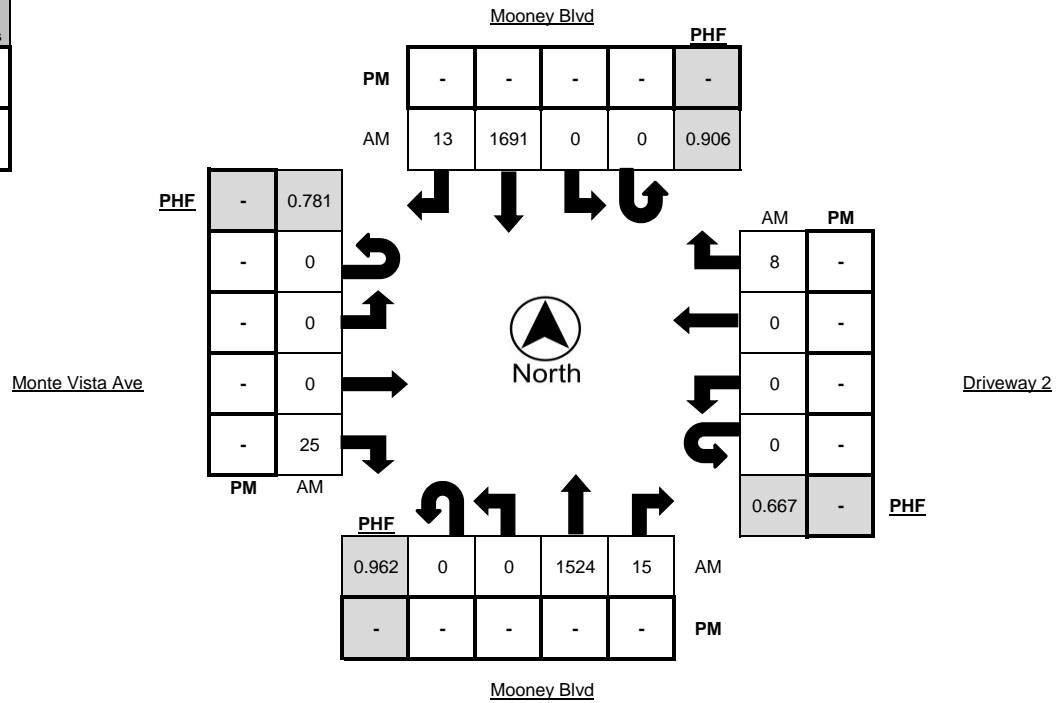 Mooney Blvd
PHF
PM - - - - -
AM 13 1691 0 0 0.906
PHF - 0.781
- 0
- 0
- 0
- 25
PM AM
Monte Vista Ave
North
AM PM
8 -
0 -
0 -
0 -
0.667 - PHF
Driveway 2
PHF
0.962 0 0 1524 15 AM
- - - - - PM
Mooney Blvd